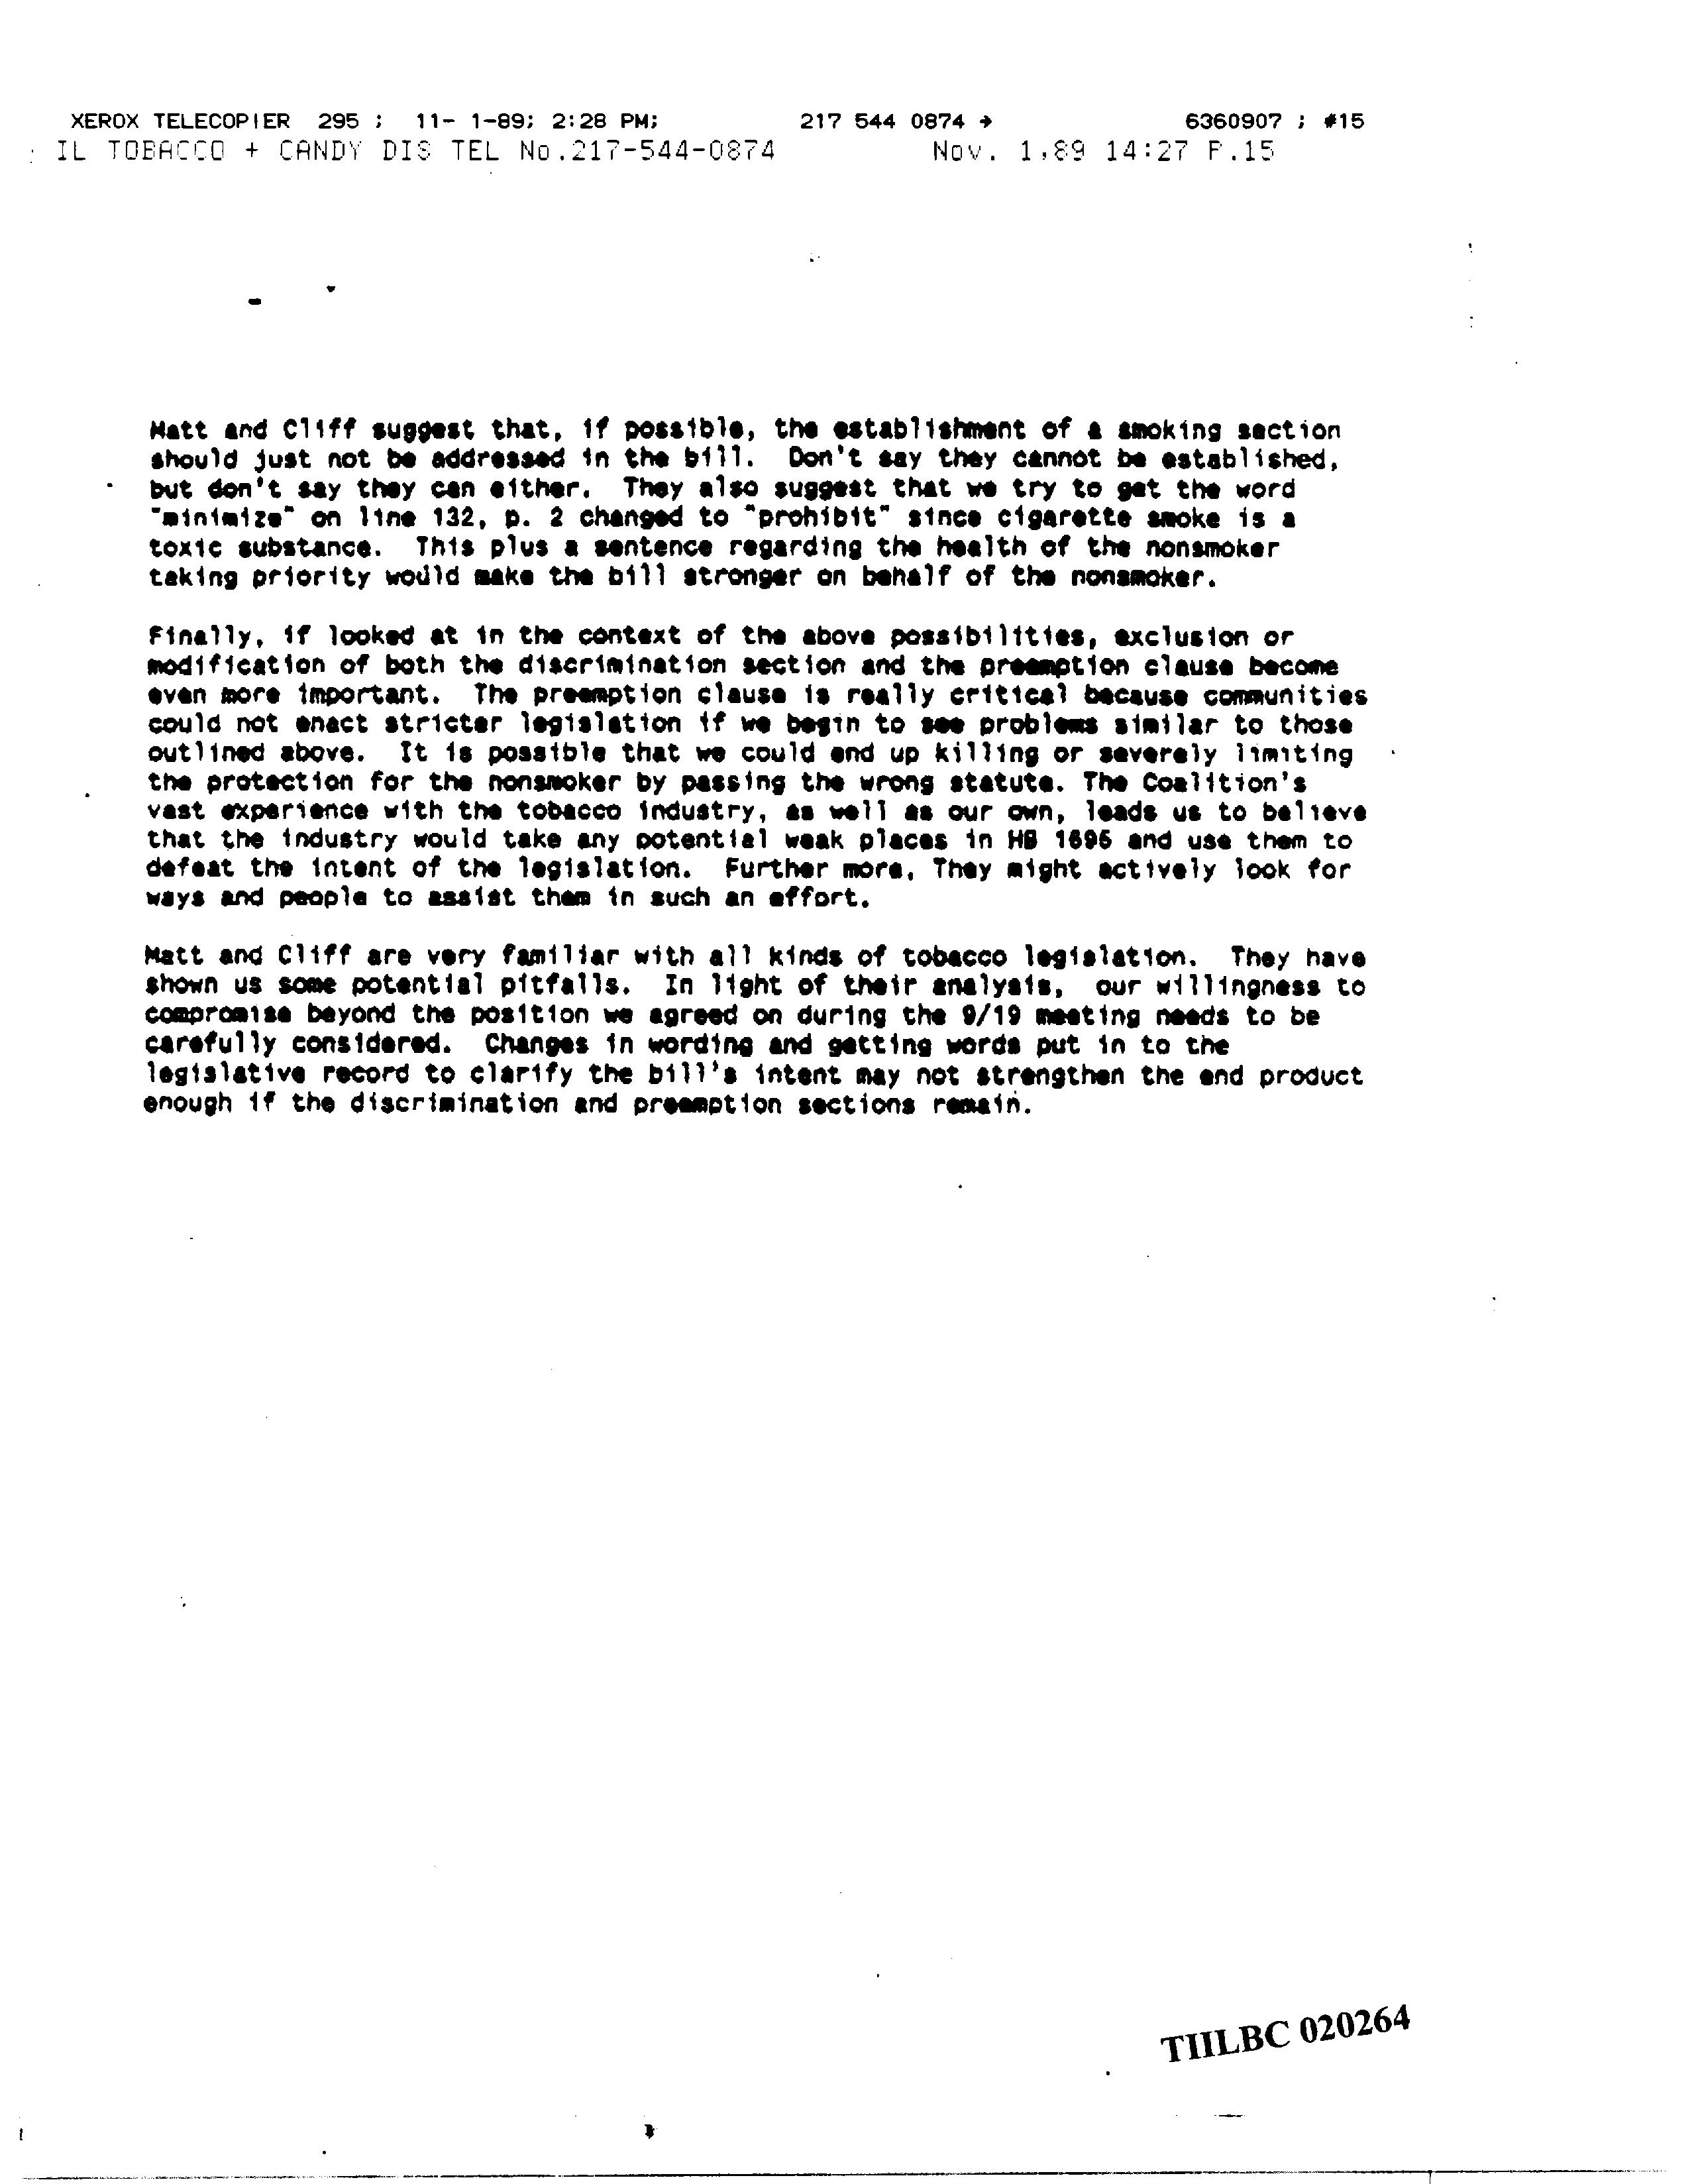 XEROX TELECOPIER 295 ; 11- 1-89; 2:28 PM; 217 544 0874 → 6360907 ; #15
IL TOBACCO + CANDY DIS TEL No.217-544-0874 Nov. 1,89 14:27 P.15
Matt and Cliff suggest that, if possible, the establishment of a smoking section
should just not be addressed in the bill. Don't say they cannot be established,
but don't say they can either. They also suggest that we try to get the word
"minimize" on line 132, p. 2 changed to "prohibit" since cigarette smoke is a
toxic substance. This plus a sentence regarding the health of the nonsmoker
taking priority would make the bill stronger on behalf of the nonsmoker.
Finally, if looked at in the context of the above possibilities, exclusion or
modification of both the discrimination section and the preemption clause become
even more important. The preemption clause is really critical because communities
could not enact stricter legislation if we begin to see problems similar to those
outlined above. It is possible that we could end up killing or severely limiting
the protection for the nonsmoker by passing the wrong statute. The Coalition's
vast experience with the tobacco industry, as well as our own, leads us to believe
that the industry would take any potential weak places in HB 1695 and use them to
defeat the intent of the legislation. Further more, They might actively look for
ways and people to assist them in such an effort.
Matt and Cliff are very familiar with all kinds of tobacco legislation. They have
shown us some potential pitfalls. In light of their analysis, our willingness to
compromise beyond the position we agreed on during the 9/19 meeting needs to be
carefully considered. Changes in wording and getting words put in to the
legislative record to clarify the bill's intent may not strengthen the end product
enough if the discrimination and preemption sections remain.
TIILBC 020264